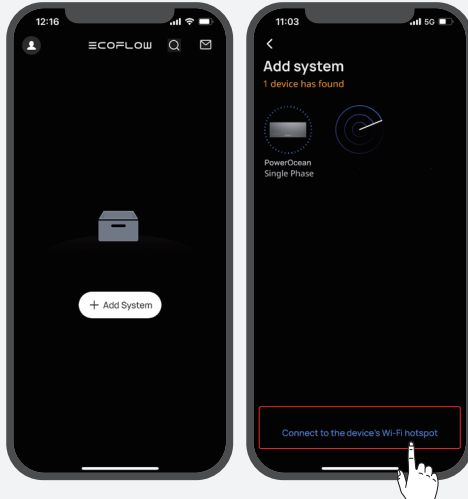 12:16
ECOFLOW
+ Add System
11:03
5G
Add system
1 device has found
PowerOcean
Single Phase
Connect to the device's Wi-Fi hotspot